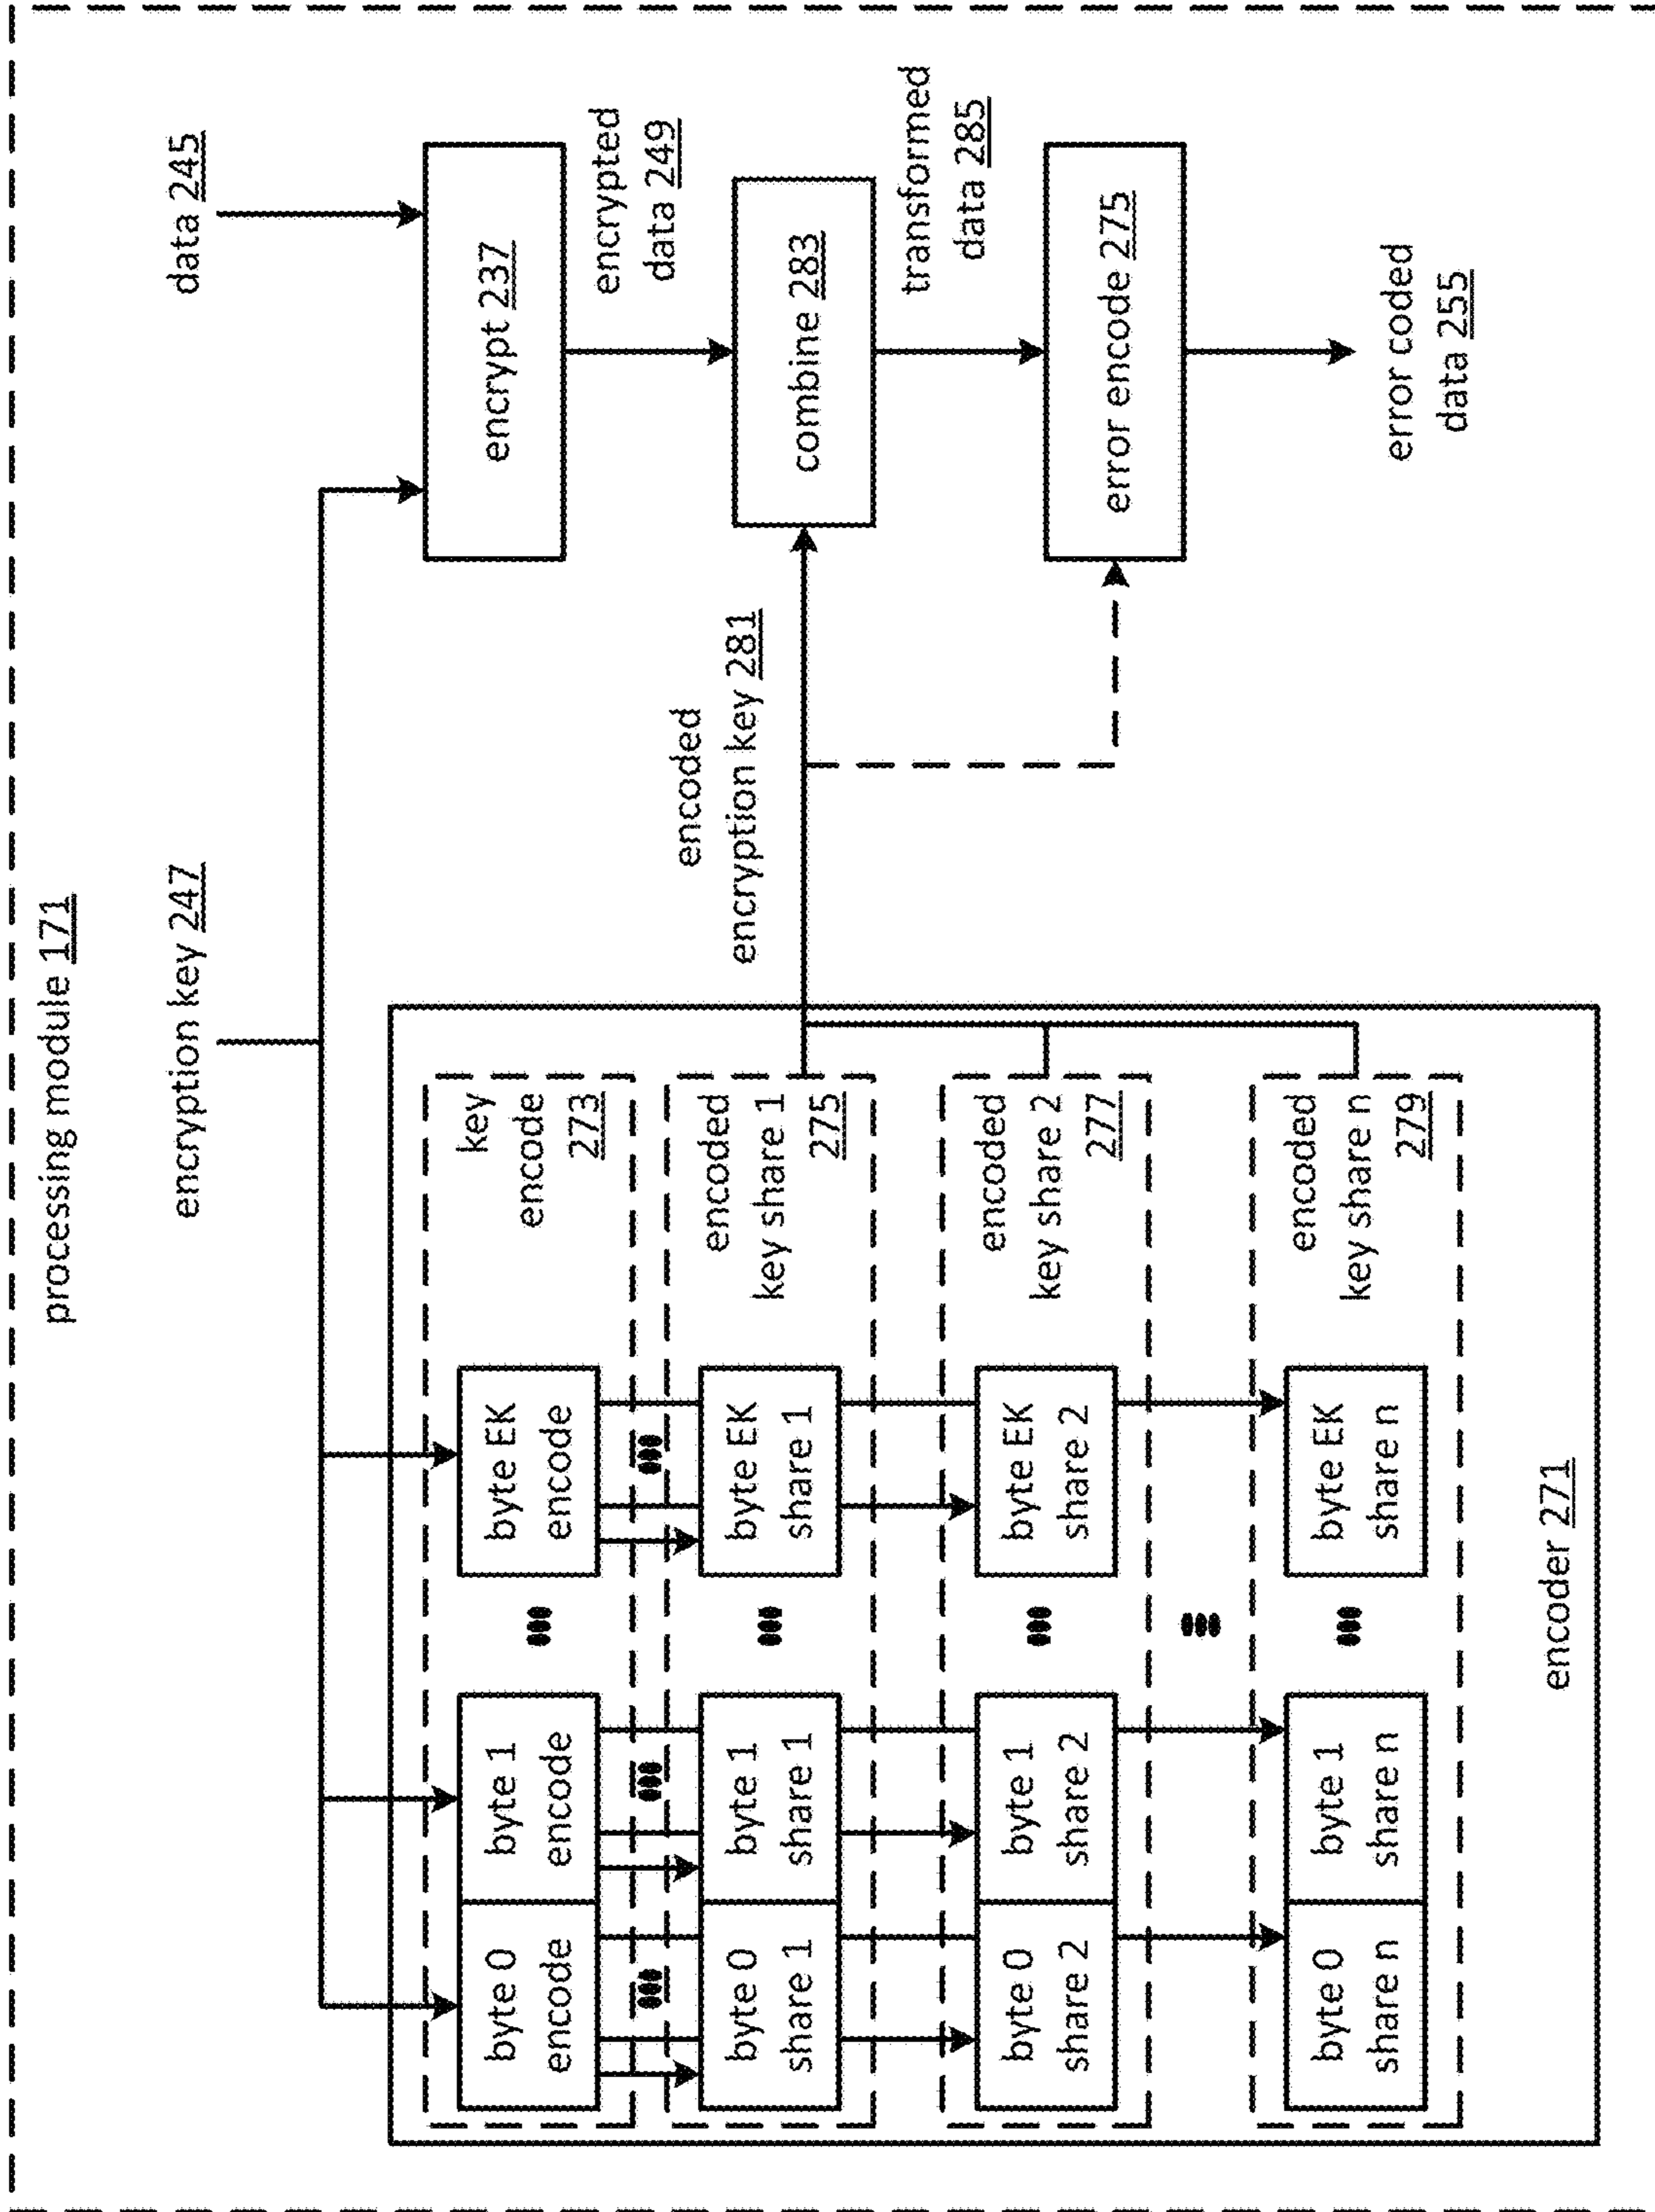 processing module 171
encryption key 247
data 245
encrypt 237
encrypted
data 249
encoded
encryption key 281
combine 283
transformed
data 285
error encode 275
error coded
data 255
byte 0
encode
byte 1
encode
byte EK
encode
key
encode
273
byte 0
share 1
byte 1
share 1
byte EK
share 1
encoded
key share 1
275
byte 0
share 2
byte 1
share 2
byte EK
share 2
encoded
key share 2
277
byte 0
share n
byte 1
share n
byte EK
share n
encoded
key share n
279
encoder 271